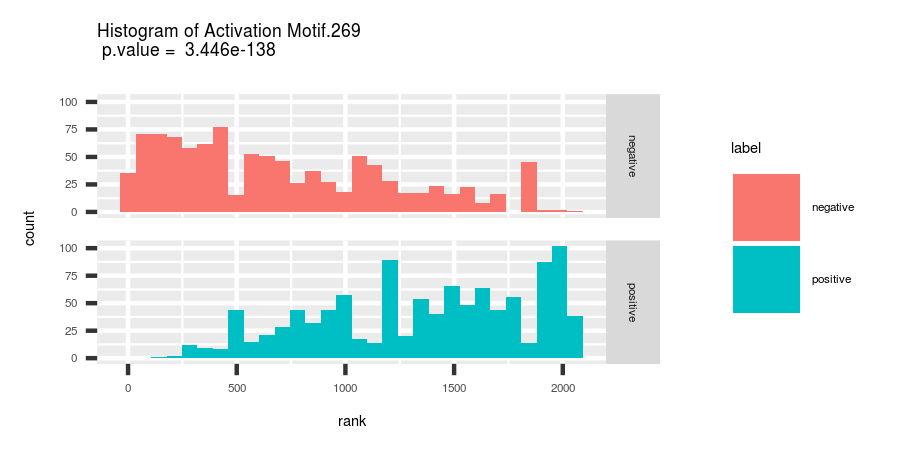 Histogram of Activation Motif.269
p.value = 3.446e-138
100
75
50
25
0
negative
100
75
50
25
0
positive
0
500
1000
1500
2000
rank
count
label
negative
positive